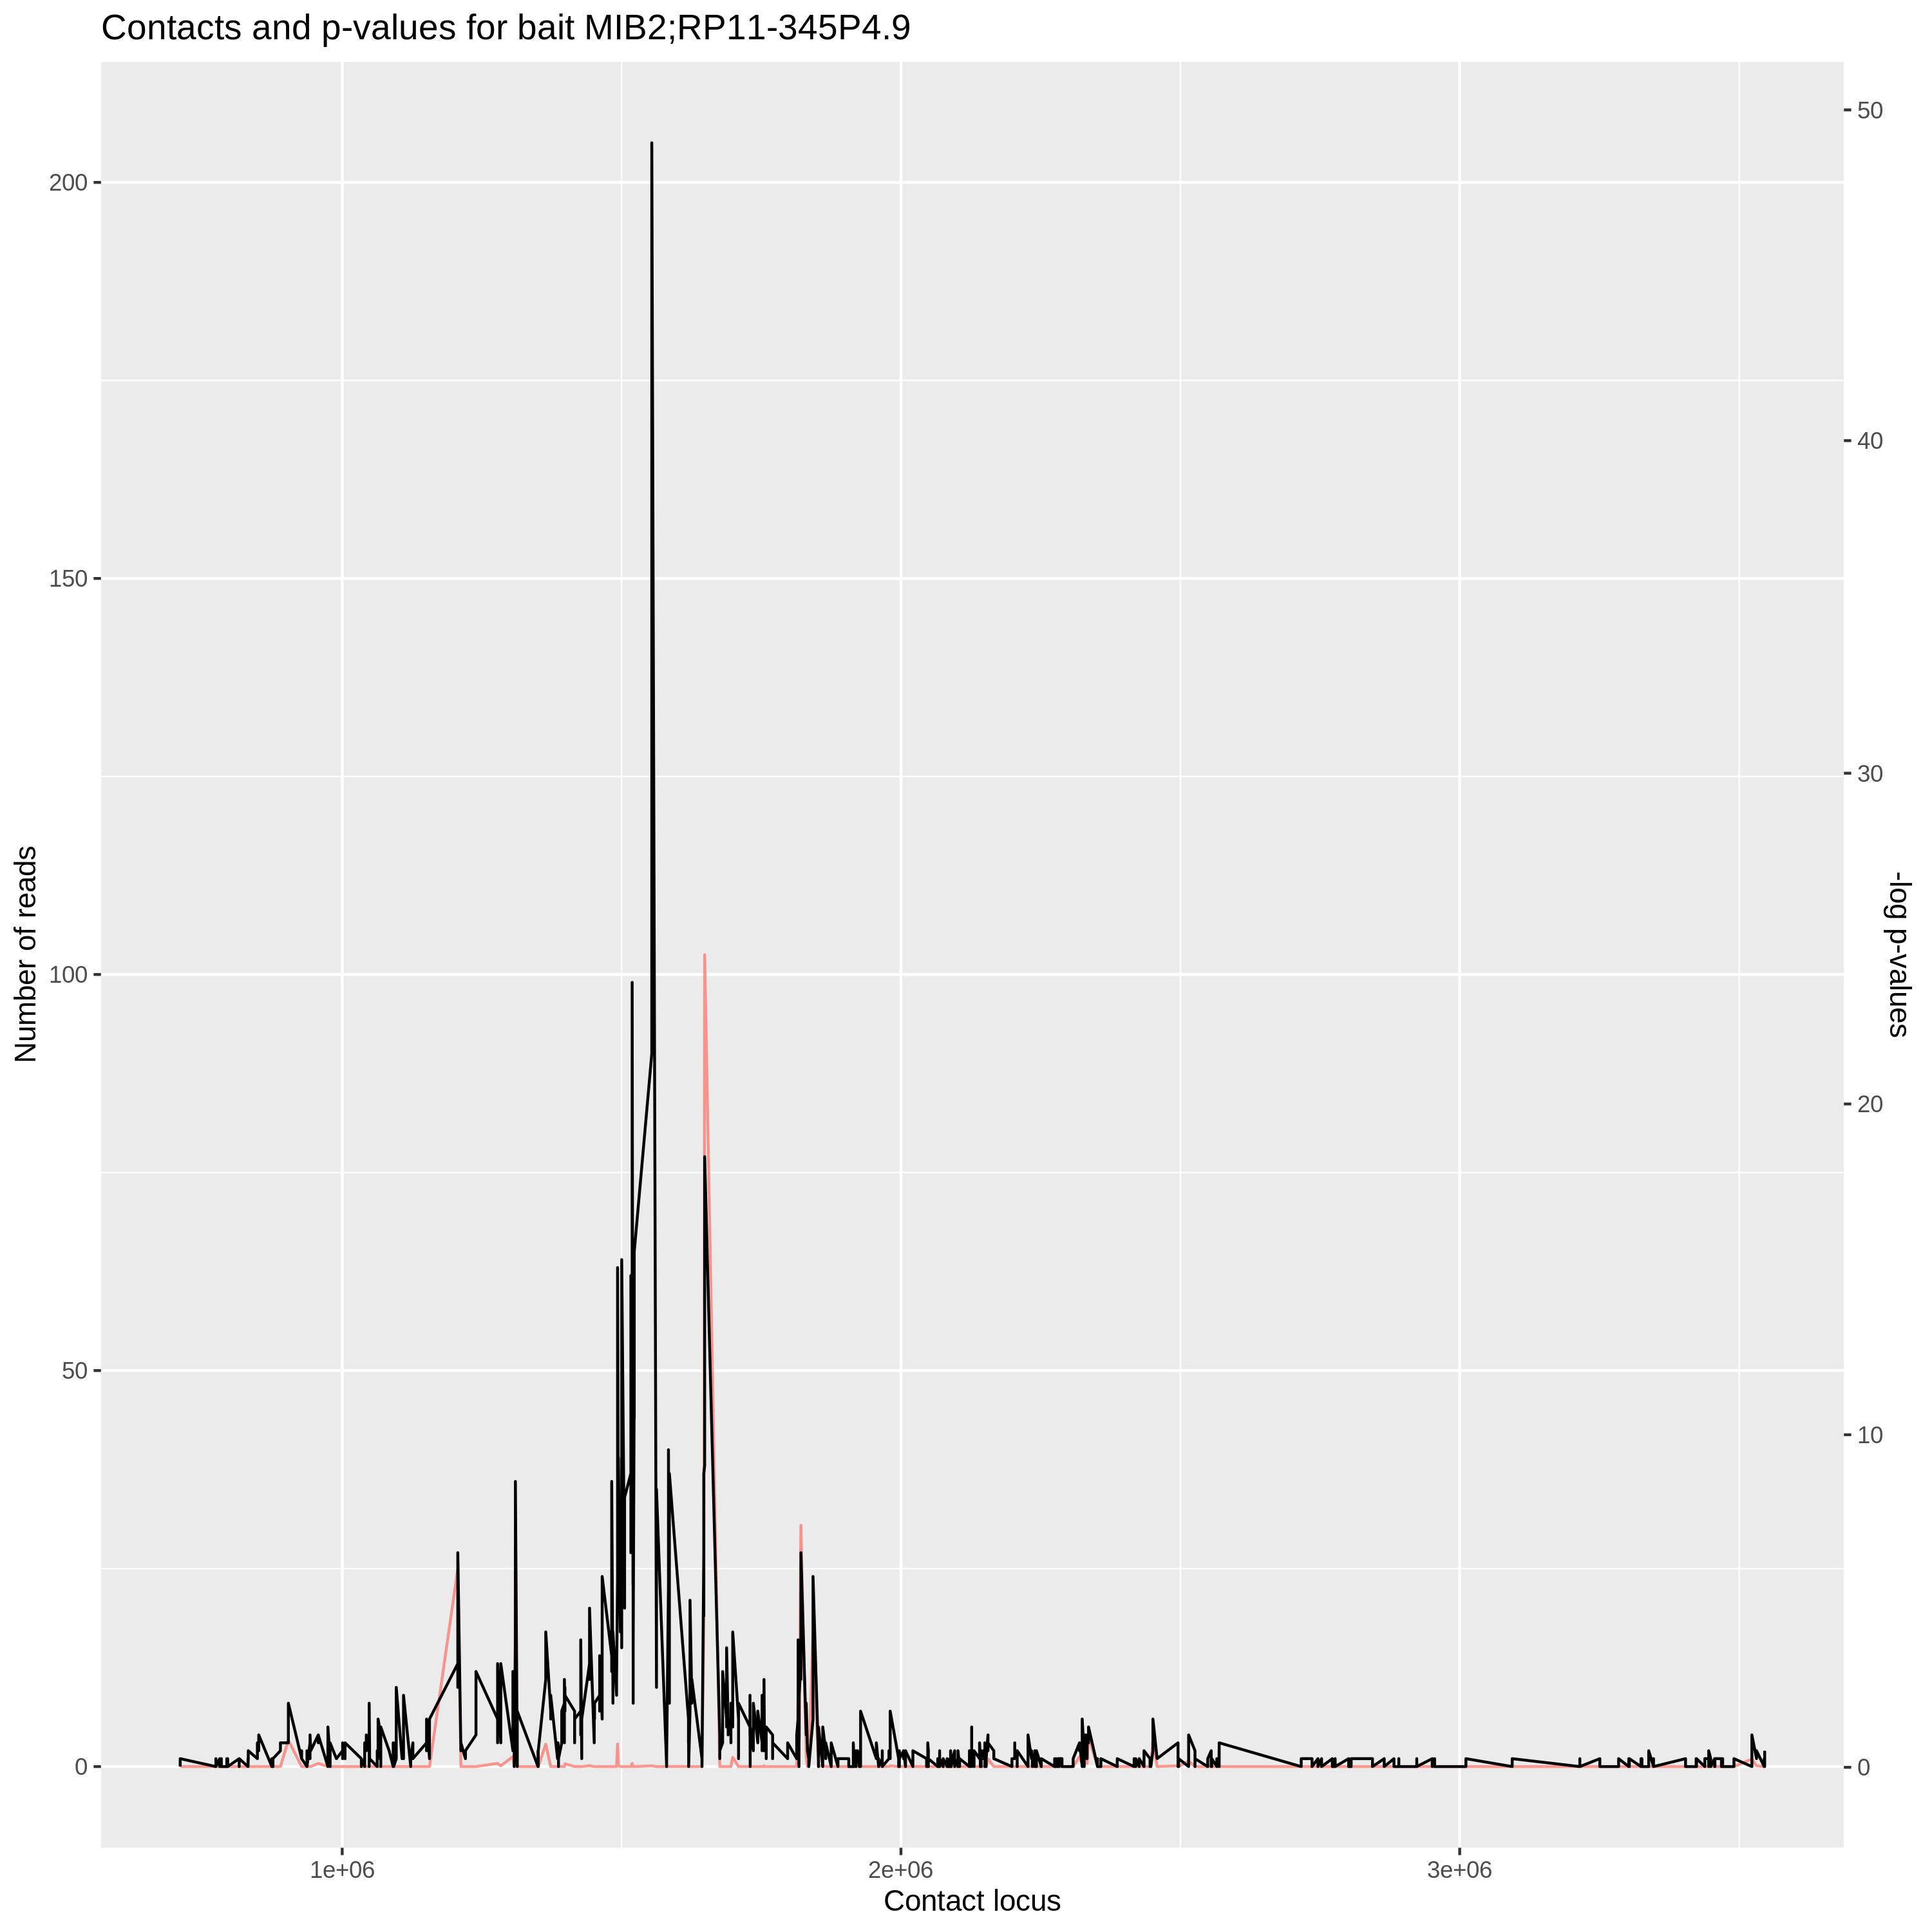 Contacts and p-values for bait MIB2;RP11-345P4.9
200
150
100
50
0
Number of reads
50
40
30
20
10
0
-log p-values
1e+06
2e+06
3e+06
Contact locus